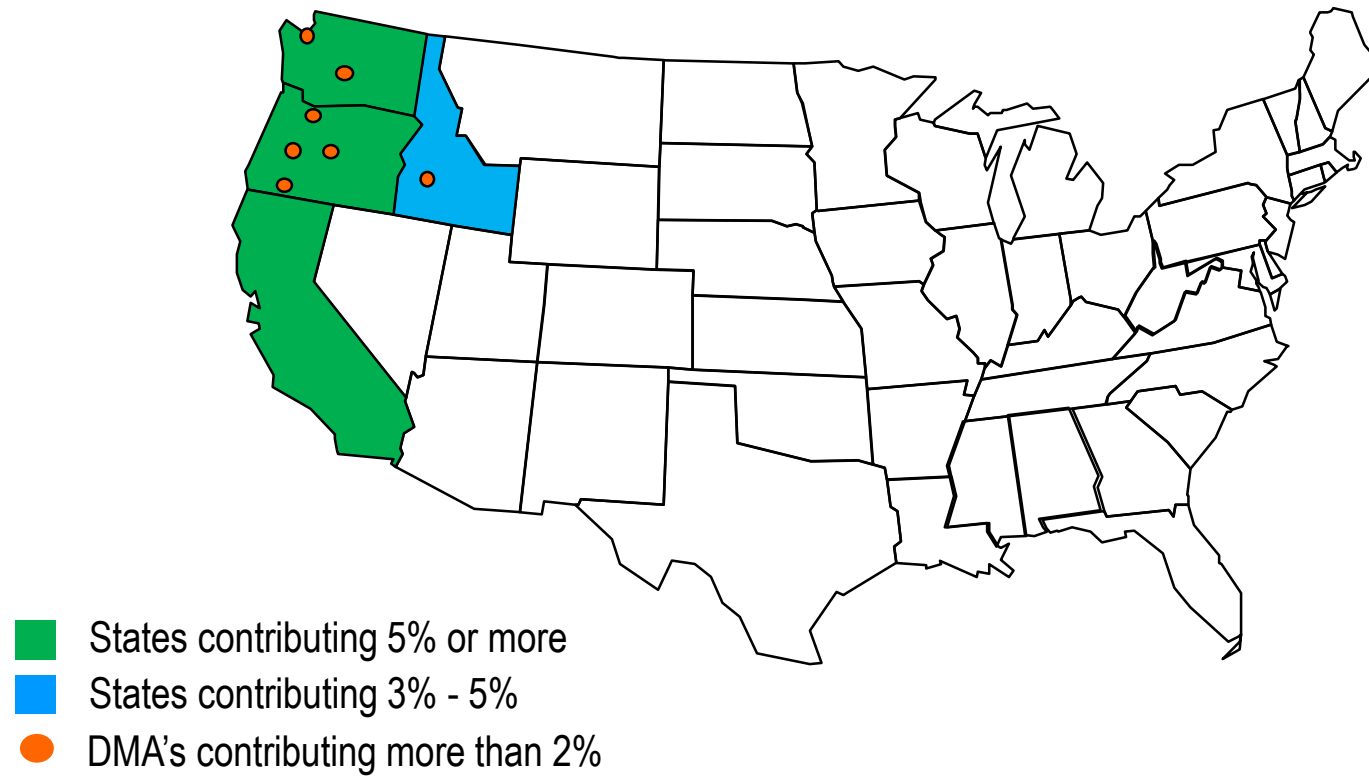 States contributing 5% or more
States contributing 3% - 5%
DMA’s contributing more than 2%